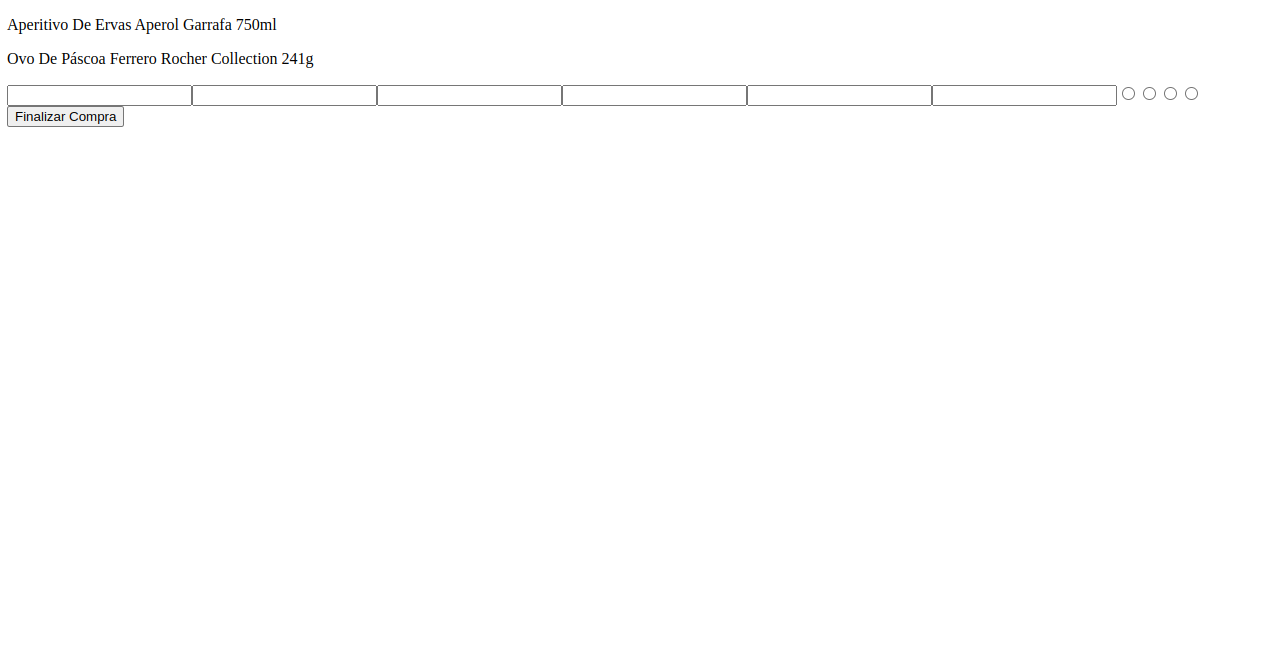 Aperitivo De Ervas Aperol Garrafa 750ml
Ovo De Páscoa Ferrero Rocher Collection 241g
Finalizar Compra